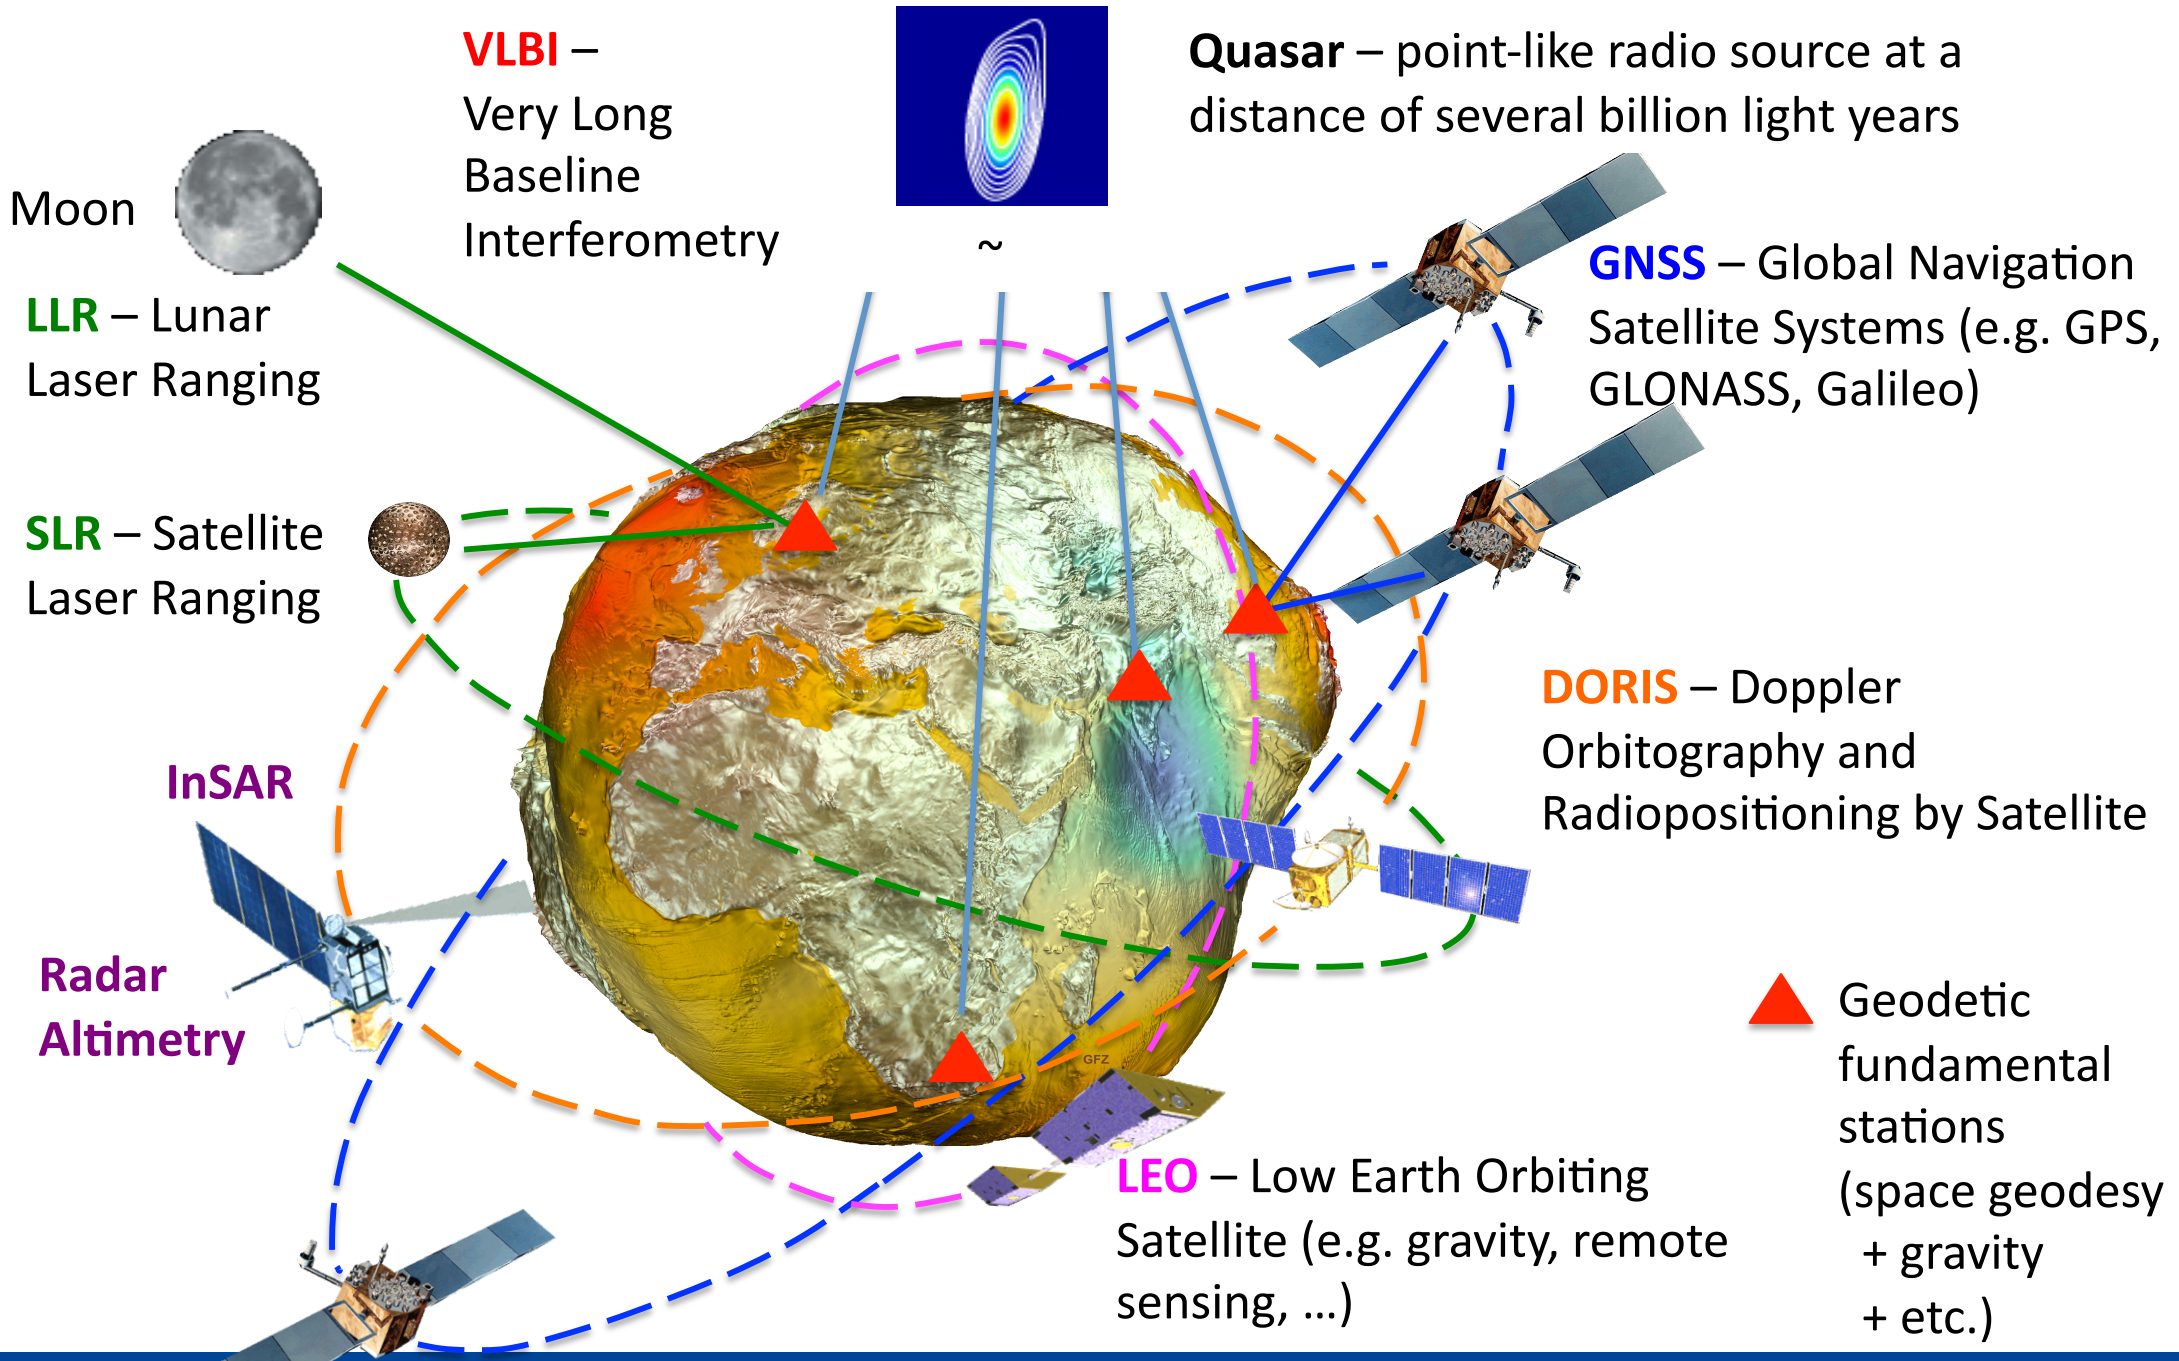 VLBI –
Very Long
Baseline
Interferometry
Quasar – point-like radio source at a
distance of several billion light years
~
Moon
LLR – Lunar
Laser Ranging
GNSS – Global Navigation
Satellite Systems (e.g. GPS,
GLONASS, Galileo)
SLR – Satellite
Laser Ranging
DORIS – Doppler
Orbitography and
Radiopositioning by Satellite
InSAR
Radar
Altimetry
GFZ
LEO – Low Earth Orbiting
Satellite (e.g. gravity, remote
sensing, ...)
Geodetic
fundamental
stations
(space geodesy
+ gravity
+ etc.)